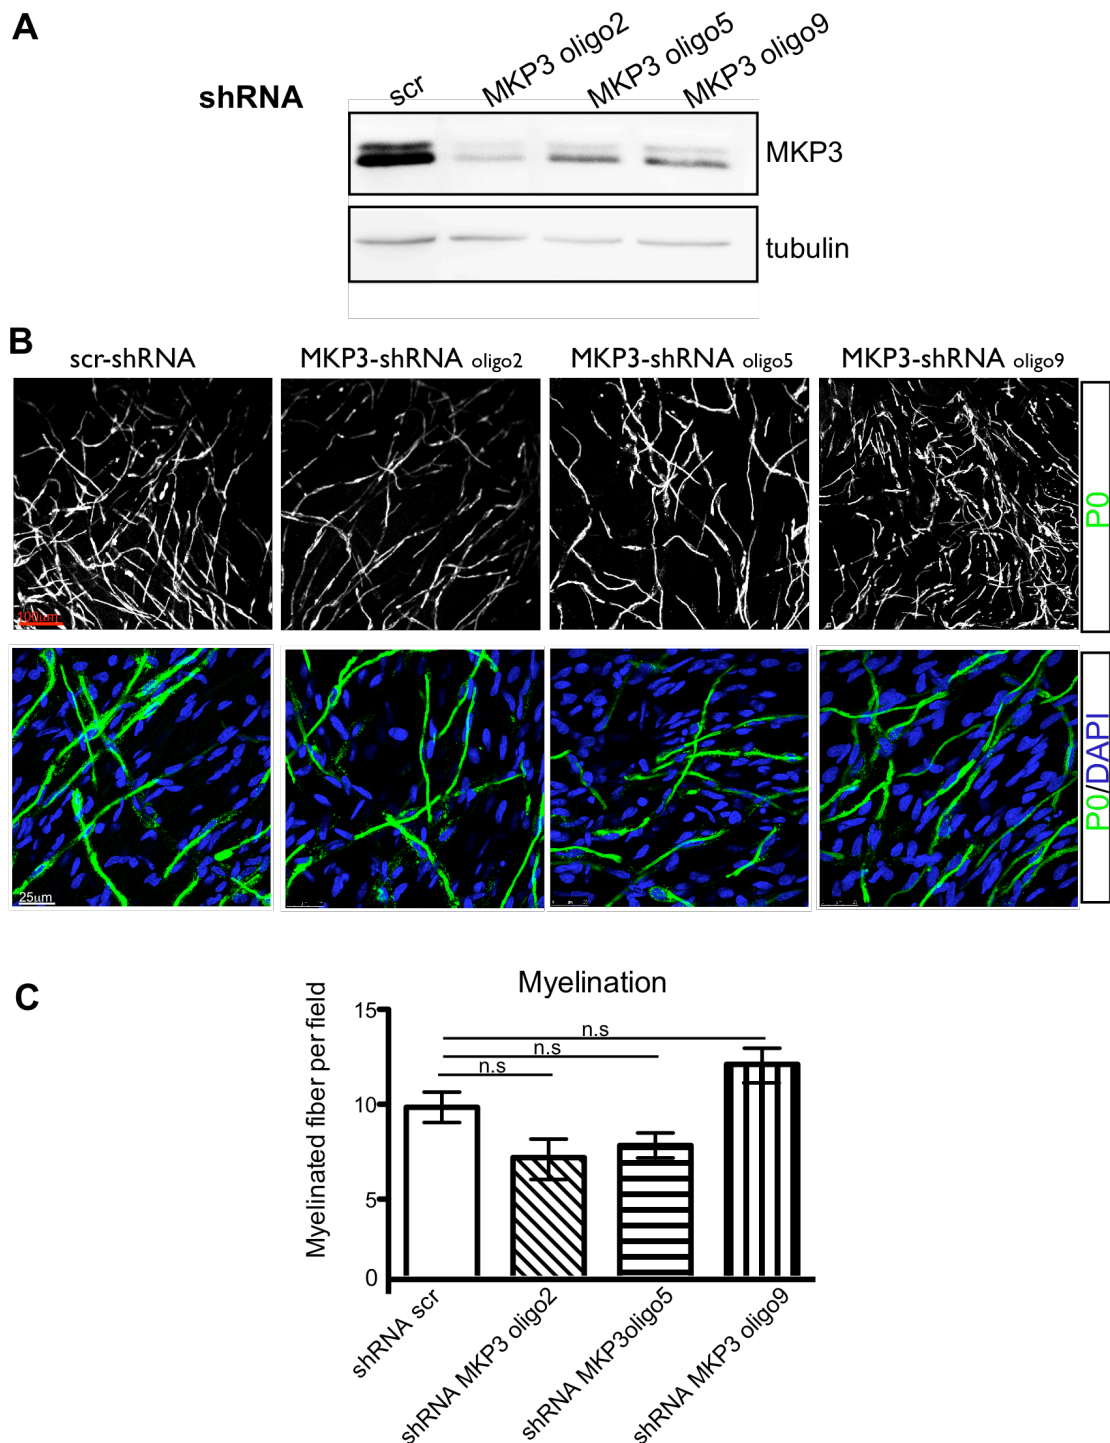 A
shRNA
scr
MKP3 oligo2
MKP3 oligo5
MKP3 oligo9
MKP3
tubulin
B
scr-shRNA
MKP3-shRNA oligo2
MKP3-shRNA oligo5
MKP3-shRNA oligo9
100µm
P0
25µm
P0/DAPI
C
Myelination
Myelinated fiber per field
15
10
5
0
n.s
n.s
n.s
shRNA scr
shRNA MKP3 oligo2
shRNA MKP3oligo5
shRNA MKP3 oligo9